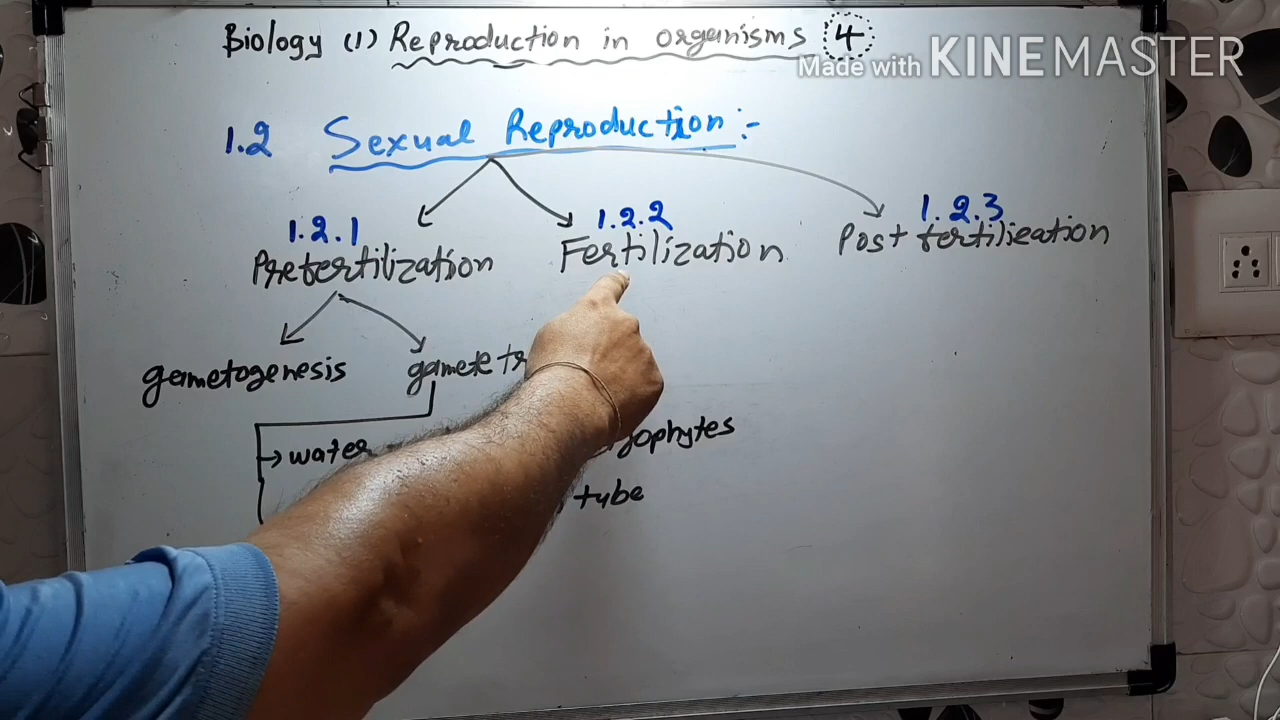 Biology (1) Reproduction in organisms 4
Made with KINEMASTER
1.2 Sexual Reproduction :-
1.2.1 1.2.2 1.2.3
Prefertilization Fertilization Post fertilization
gametogenesis gamete
water
tube